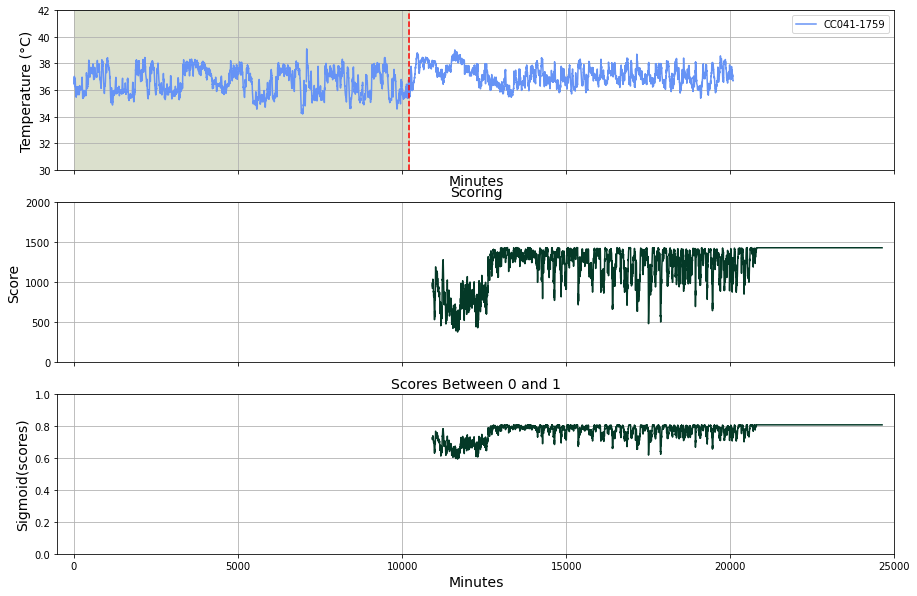 42
40
38
36
34
32
30
Temperature (°C)
CC041-1759
Minutes
Scoring
2000
1500
1000
500
0
Score
Scores Between 0 and 1
1.0
0.8
0.6
0.4
0.2
0.0
Sigmoid(scores)
0 5000 10000 15000 20000 25000
Minutes